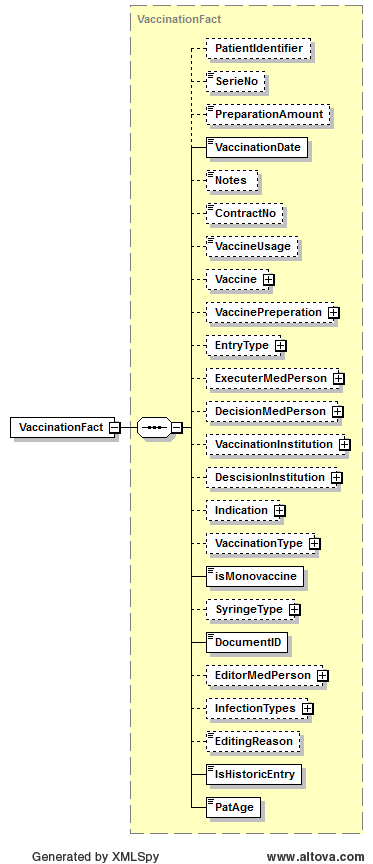 VaccinationFact
PatientIdentifier
SerieNo
PreparationAmount
VaccinationDate
Notes
ContractNo
VaccineUsage
Vaccine
VaccinePreperation
EntryType
ExecuterMedPerson
DecisionMedPerson
VaccinationFact
VaccinationInstitution
DescisionInstitution
Indication
VaccinationType
isMonovaccine
SyringeType
DocumentID
EditorMedPerson
InfectionTypes
EditingReason
IsHistoricEntry
PatAge
Generated by XMLSpy www.altova.com